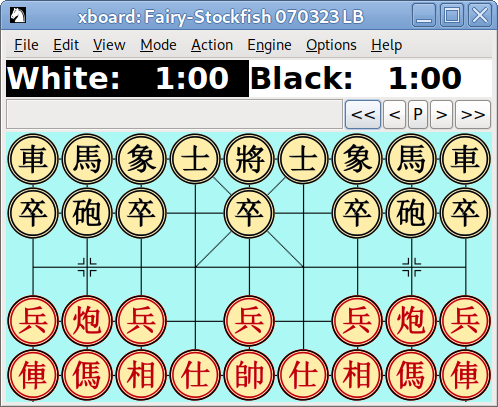 xboard: Fairy-Stockfish 070323 LB
File Edit View Mode Action Engine Options Help
White: 1:00 Black: 1:00
<< < P > >>
車馬象士將士象馬車
卒砲卒卒卒砲卒
兵炮兵兵兵炮兵
俥傌相仕帥仕相傌俥